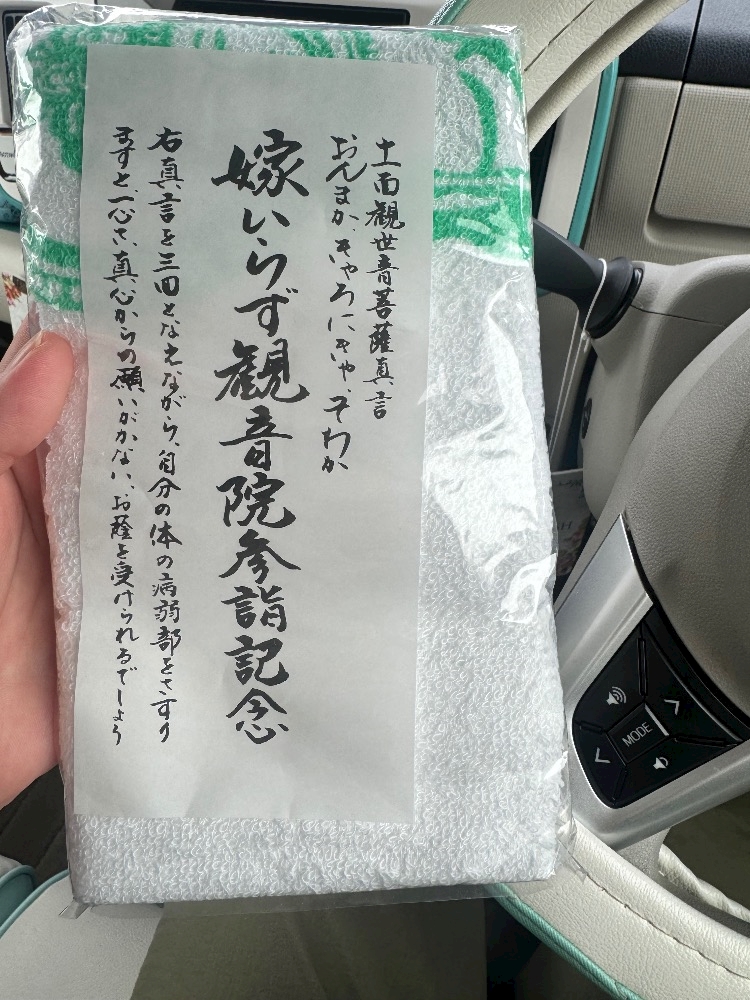 十一面観世音菩薩真言
おんまか、きゃろにきゃ、そわか
嫁いらず観音院参詣記念
右真言を三回となえながら、自分の体の病弱部をさすり
ますと、一心さ、真心からの願いがかない、お蔭を受けられるでしょう
MODE